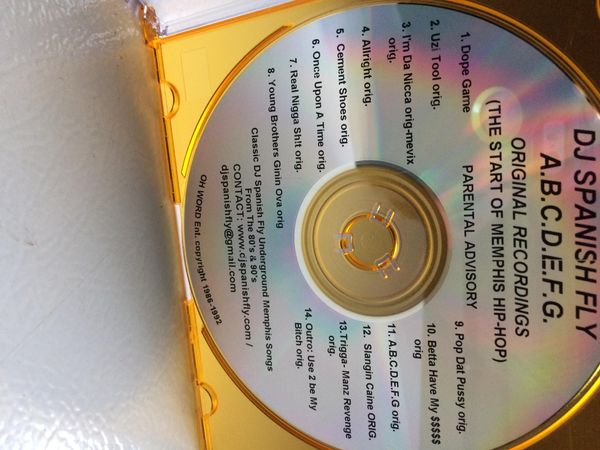 DJ SPANISH FLY
A.B.C.D.E.F.G.
ORIGINAL RECORDINGS
(THE START OF MEMPHIS HIP-HOP)
PARENTAL ADVISORY
1. Dope Game
2. Uzi Tool orig.
3. I'm Da Nicca orig-mevix
orig.
4. Allright orig.
5. Cement Shoes orig.
6. Once Upon A Time orig.
7. Real Nigga Sh!t orig.
8. Young Brothers Ginin Ova orig
9. Pop Dat Pussy orig.
10. Betta Have My $$$$$
orig
11. A.B.C.D.E.F.G orig.
12. Slangin Caine ORIG.
13.Trigga- Manz Revenge
orig.
14. Outro: Use 2 be My
Bitch orig.
Classic DJ Spanish Fly Underground Memphis Songs
From The 80's & 90's
CONTACT: www.djspanishfly.com /
djspanishfly@gmail.com
OH WORD Ent. copyright 1986-1992